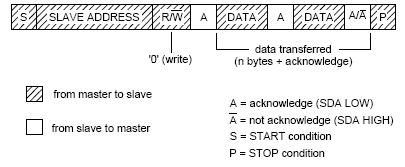 S SLAVE ADDRESS R/W̅ A DATA A DATA A/A̅ P
'0' (write)
data transferred
(n bytes + acknowledge)
from master to slave
from slave to master
A = acknowledge (SDA LOW)
A̅ = not acknowledge (SDA HIGH)
S = START condition
P = STOP condition